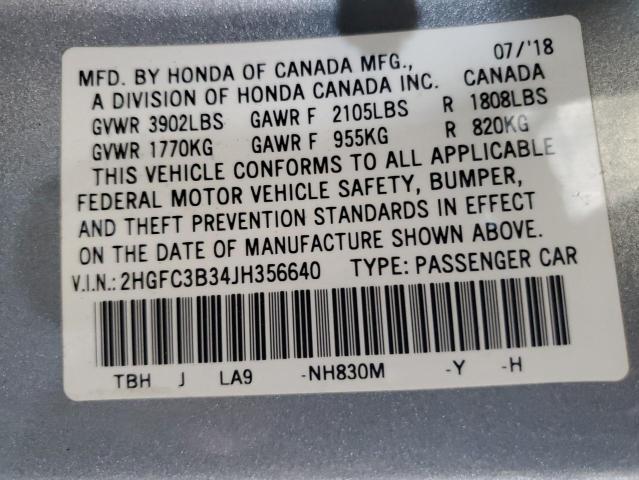 MFD. BY HONDA OF CANADA MFG., 07/'18
A DIVISION OF HONDA CANADA INC. CANADA
GVWR 3902LBS GAWR F 2105LBS R 1808LBS
GVWR 1770KG GAWR F 955KG R 820KG
THIS VEHICLE CONFORMS TO ALL APPLICABLE
FEDERAL MOTOR VEHICLE SAFETY, BUMPER,
AND THEFT PREVENTION STANDARDS IN EFFECT
ON THE DATE OF MANUFACTURE SHOWN ABOVE.
V.I.N.: 2HGFC3B34JH356640 TYPE: PASSENGER CAR
TBH J LA9 -NH830M -Y -H